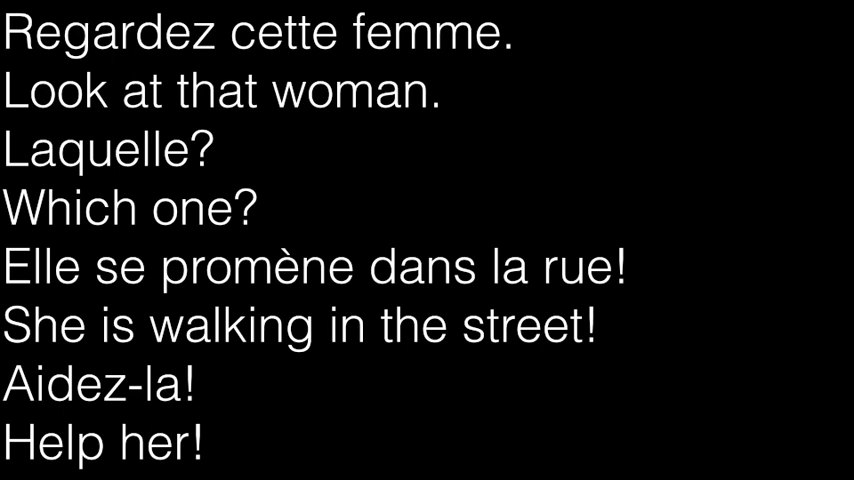 Regardez cette femme.
Look at that woman.
Laquelle?
Which one?
Elle se promène dans la rue!
She is walking in the street!
Aidez-la!
Help her!